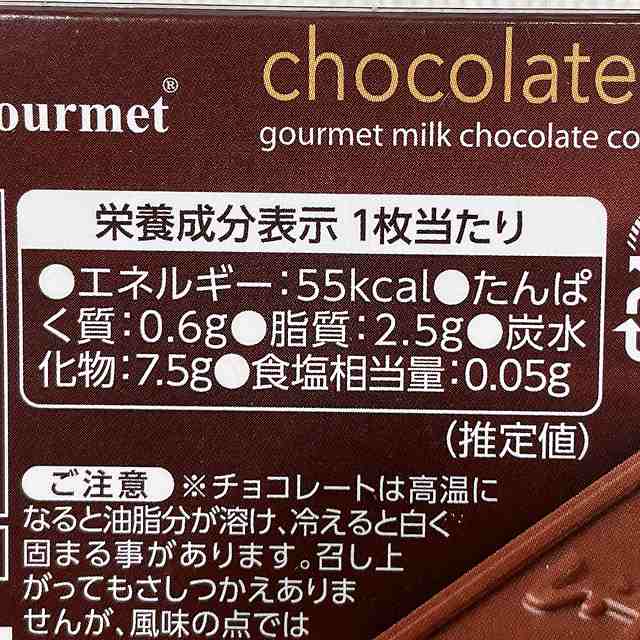 chocolate
ourmet®
gourmet milk chocolate co
栄養成分表示 1枚当たり
●エネルギー:55kcal●たんぱ
く質:0.6g●脂質:2.5g●炭水
化物:7.5g●食塩相当量:0.05g
(推定値)
ご注意 ※チョコレートは高温に
なると油脂分が溶け、冷えると白く
固まる事があります。召し上
がってもさしつかえありま
せんが、風味の点では